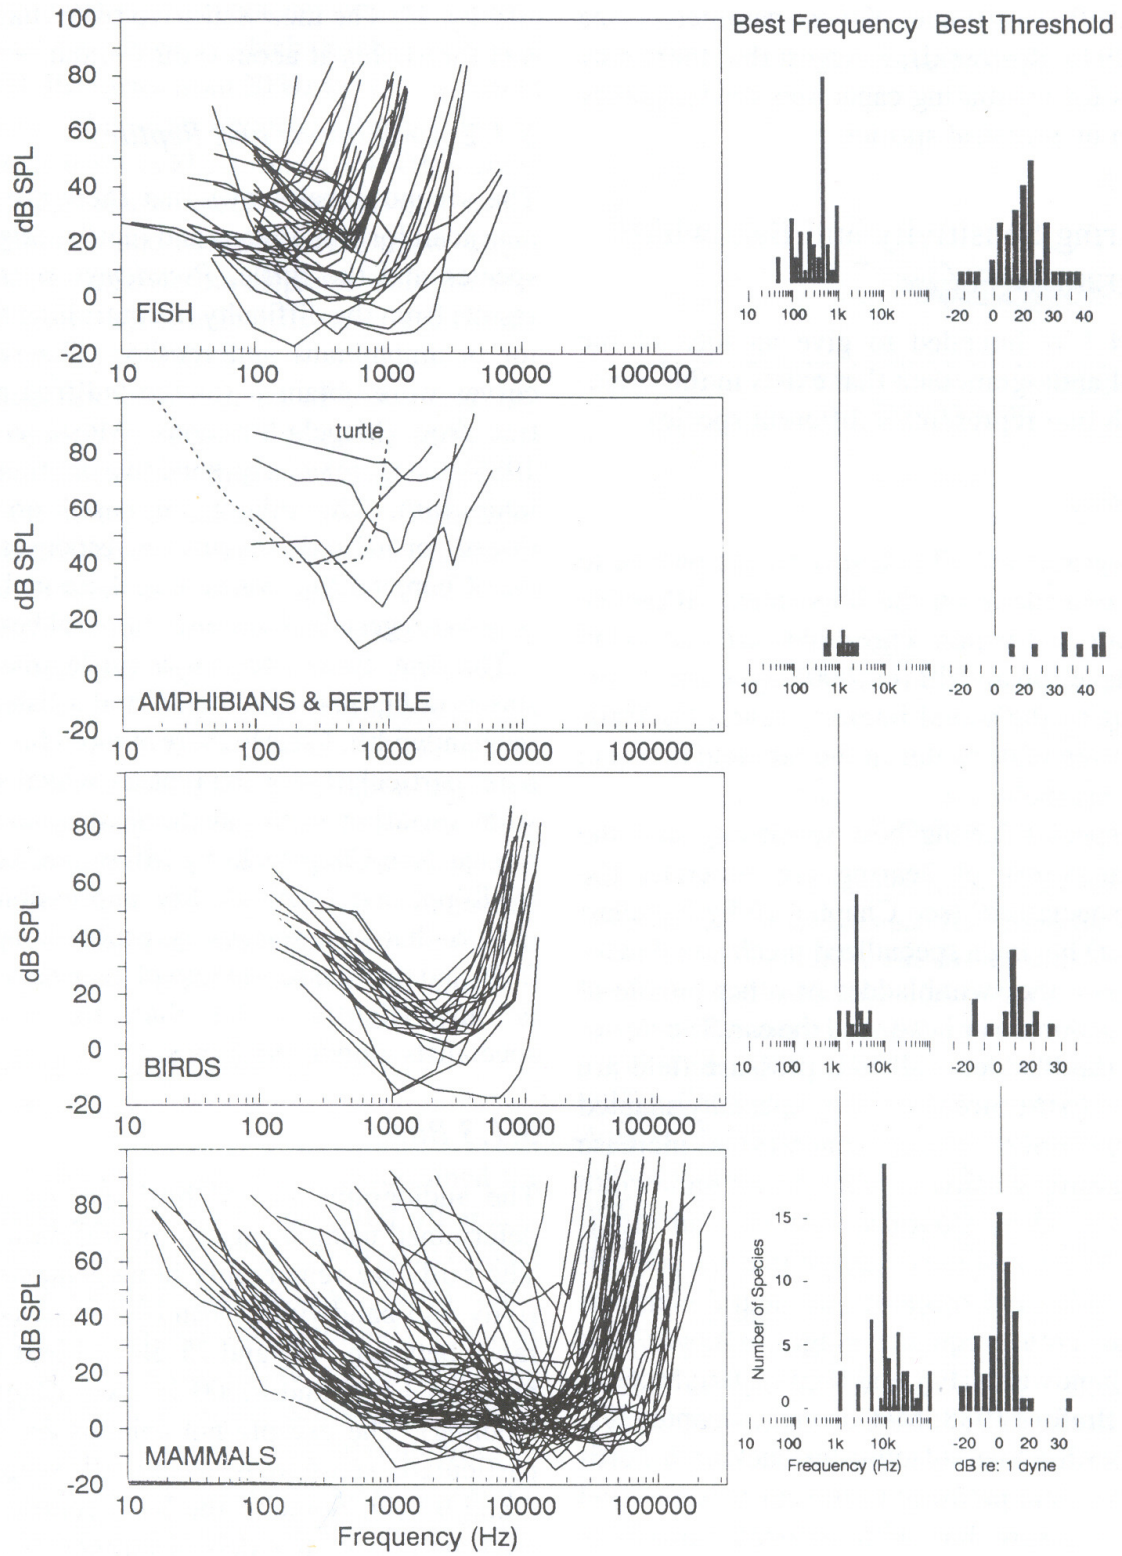 Best Frequency Best Threshold
100
80
60
40
20
0
-20
dB SPL
FISH
10 100 1000 10000 100000
10 100 1k 10k
-20 0 20 30 40
80
60
40
20
0
-20
dB SPL
turtle
AMPHIBIANS & REPTILE
10 100 1000 10000 100000
10 100 1k 10k
-20 0 20 30 40
80
60
40
20
0
-20
dB SPL
BIRDS
10 100 1000 10000 100000
10 100 1k 10k
-20 0 20 30
80
60
40
20
0
-20
dB SPL
MAMMALS
10 100 1000 10000 100000
Frequency (Hz)
15
10
5
0
Number of Species
10 100 1k 10k
Frequency (Hz)
-20 0 20 30
dB re: 1 dyne